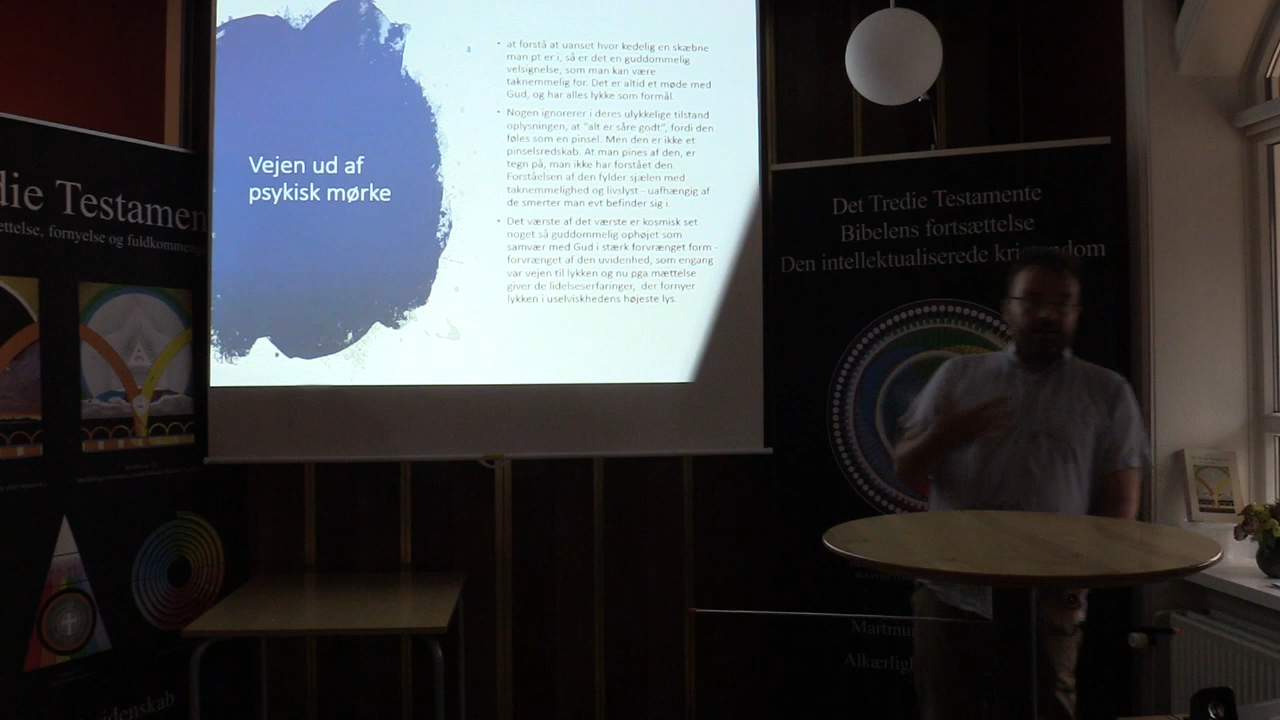 Vejen ud af
psykisk mørke
• at forstå at uanset hvor kedelig en skæbne
man pt er i, så er det en guddommelig
velsignelse, som man kan være
taknemmelig for. Det er altid et møde med
Gud, og har alles lykke som formål.
• Nogen ignorerer i deres ulykkelige tilstand
oplysningen, at "alt er såre godt", fordi den
føles som en pinsel. Men den er ikke et
pinselsredskab. At man pines af den, er
tegn på, man ikke har forstået den.
Forståelsen af den fylder sjælen med
taknemmelighed og livslyst - uafhængig af
de smerter man evt befinder sig i.
• Det værste af det værste er kosmisk set
noget så guddommelig ophøjet som
samvær med Gud i stærk forvrænget form -
forvrænget af den uvidenhed, som engang
var vejen til lykken og nu pga mættelse
giver de lidelseserfaringer, der fornyer
lykken i uselviskhedens højeste lys.
die Testamen
ettelse, fornyelse og fuldkomme
idenskab
Det Tredie Testamente
Bibelens fortsættelse
Den intellektualiserede kristendom
Martinu
Alkærligh